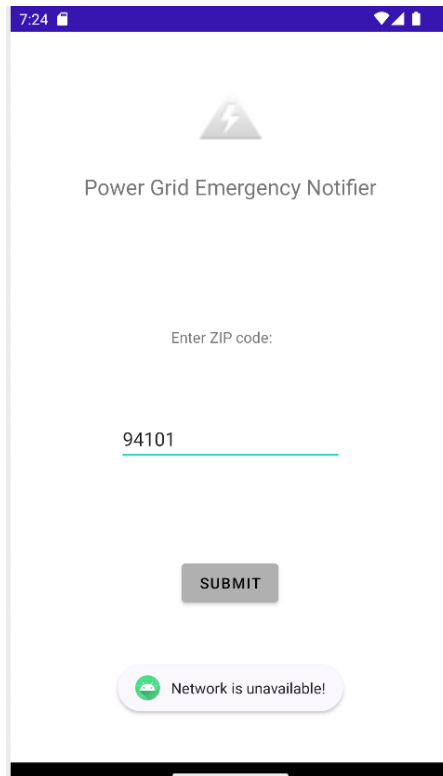 7:24
Power Grid Emergency Notifier
Enter ZIP code:
94101
SUBMIT
Network is unavailable!